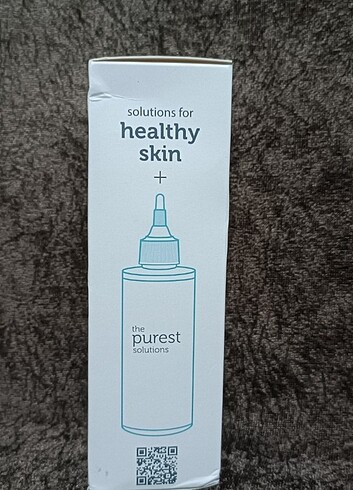 solutions for
healthy
skin
+
the
purest
solutions